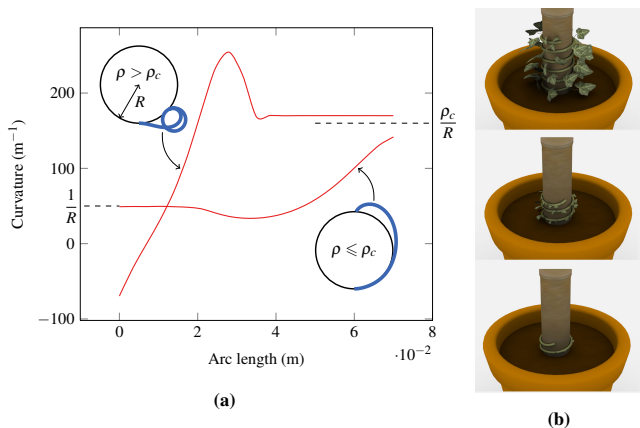 ρ > ρc
R
ρc/R
1/R
ρ ⩽ ρc
Curvature (m⁻¹)
200
100
0
−100
0
2
4
6
8
·10⁻²
Arc length (m)
(a)
(b)